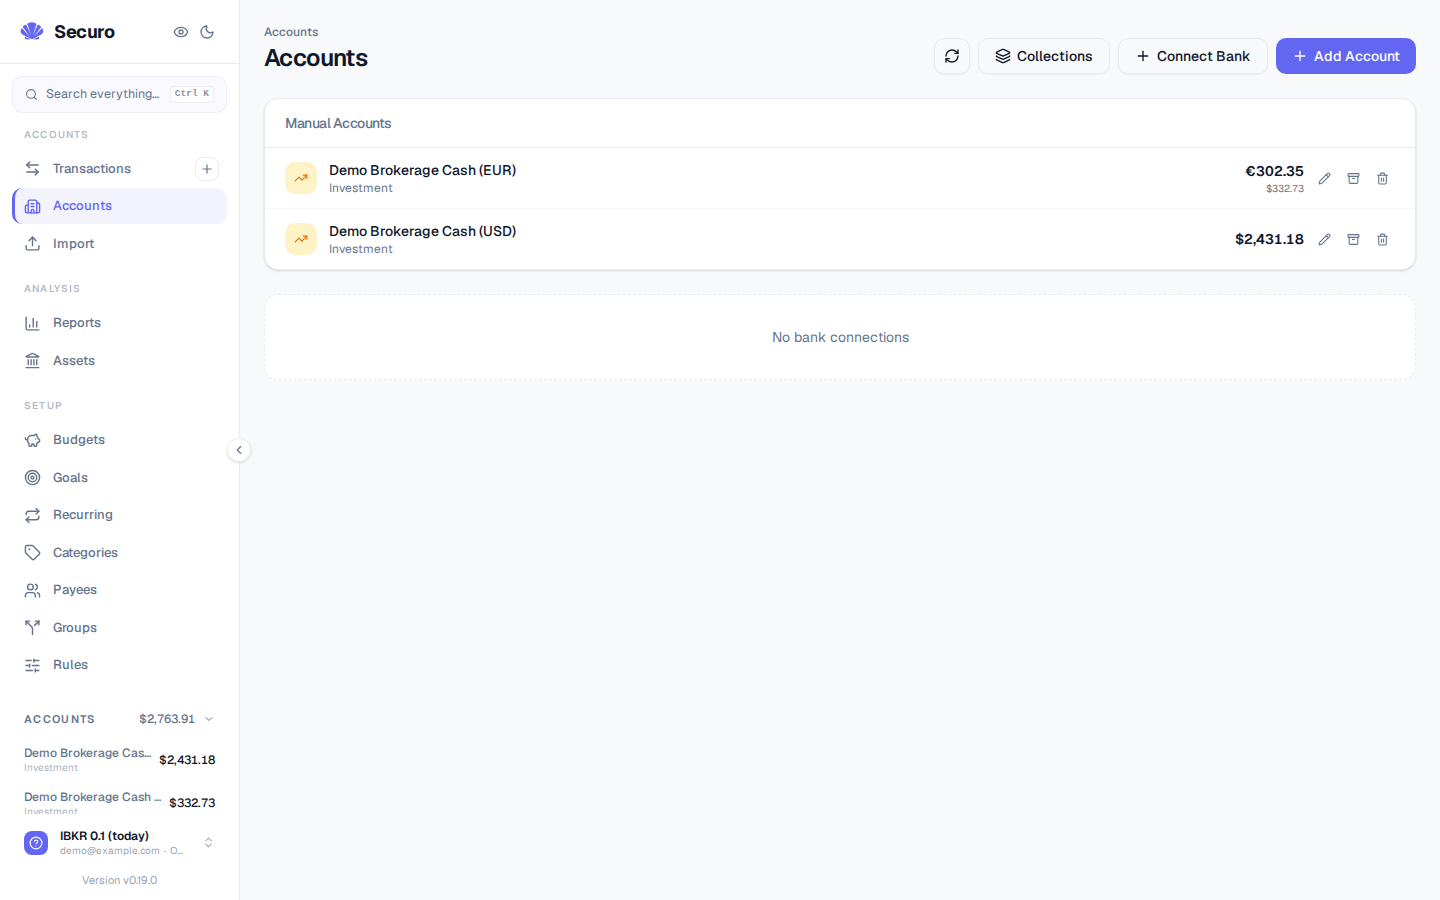 Securo
Search everything... Ctrl K
ACCOUNTS
Transactions
Accounts
Import
ANALYSIS
Reports
Assets
SETUP
Budgets
Goals
Recurring
Categories
Payees
Groups
Rules
ACCOUNTS $2,763.91
Demo Brokerage Cas... $2,431.18
Investment
Demo Brokerage Cash ... $332.73
Investment
IBKR 0.1 (today)
demo@example.com · O...
Version v0.19.0
Accounts
Accounts
Collections
Connect Bank
Add Account
Manual Accounts
Demo Brokerage Cash (EUR)
Investment
€302.35
$332.73
Demo Brokerage Cash (USD)
Investment
$2,431.18
No bank connections